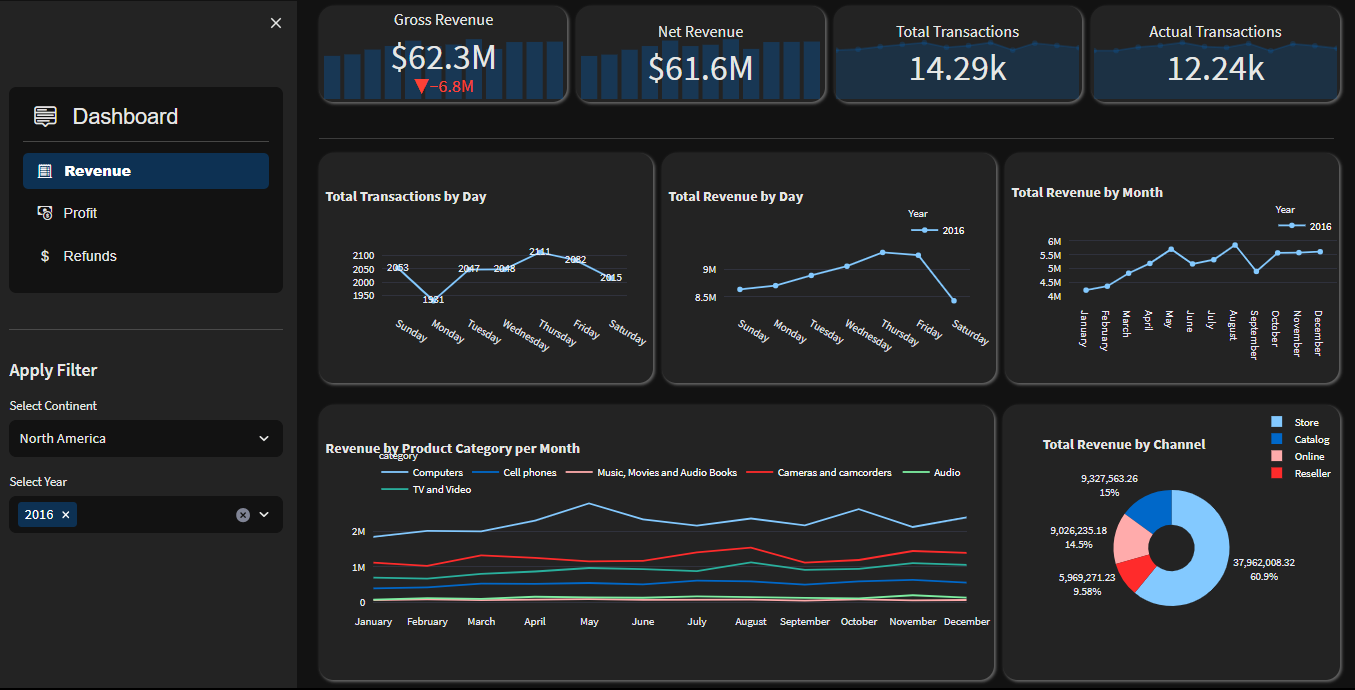 ×
Dashboard
Revenue
Profit
$ Refunds
Apply Filter
Select Continent
North America
Select Year
2016 ×
Gross Revenue
$62.3M
▼−6.8M
Net Revenue
$61.6M
Total Transactions
14.29k
Actual Transactions
12.24k
Total Transactions by Day
2100
2050
2000
1950
2053
1931
2047
2048
2111
2082
2015
Sunday
Monday
Tuesday
Wednesday
Thursday
Friday
Saturday
Total Revenue by Day
Year
2016
9M
8.5M
Sunday
Monday
Tuesday
Wednesday
Thursday
Friday
Saturday
Total Revenue by Month
Year
2016
6M
5.5M
5M
4.5M
4M
January
February
March
April
May
June
July
August
September
October
November
December
Revenue by Product Category per Month
category
Computers Cell phones Music, Movies and Audio Books Cameras and camcorders Audio
TV and Video
2M
1M
0
January February March April May June July August September October November December
Total Revenue by Channel
Store
Catalog
Online
Reseller
9,327,563.26
15%
9,026,235.18
14.5%
5,969,271.23
9.58%
37,962,008.32
60.9%